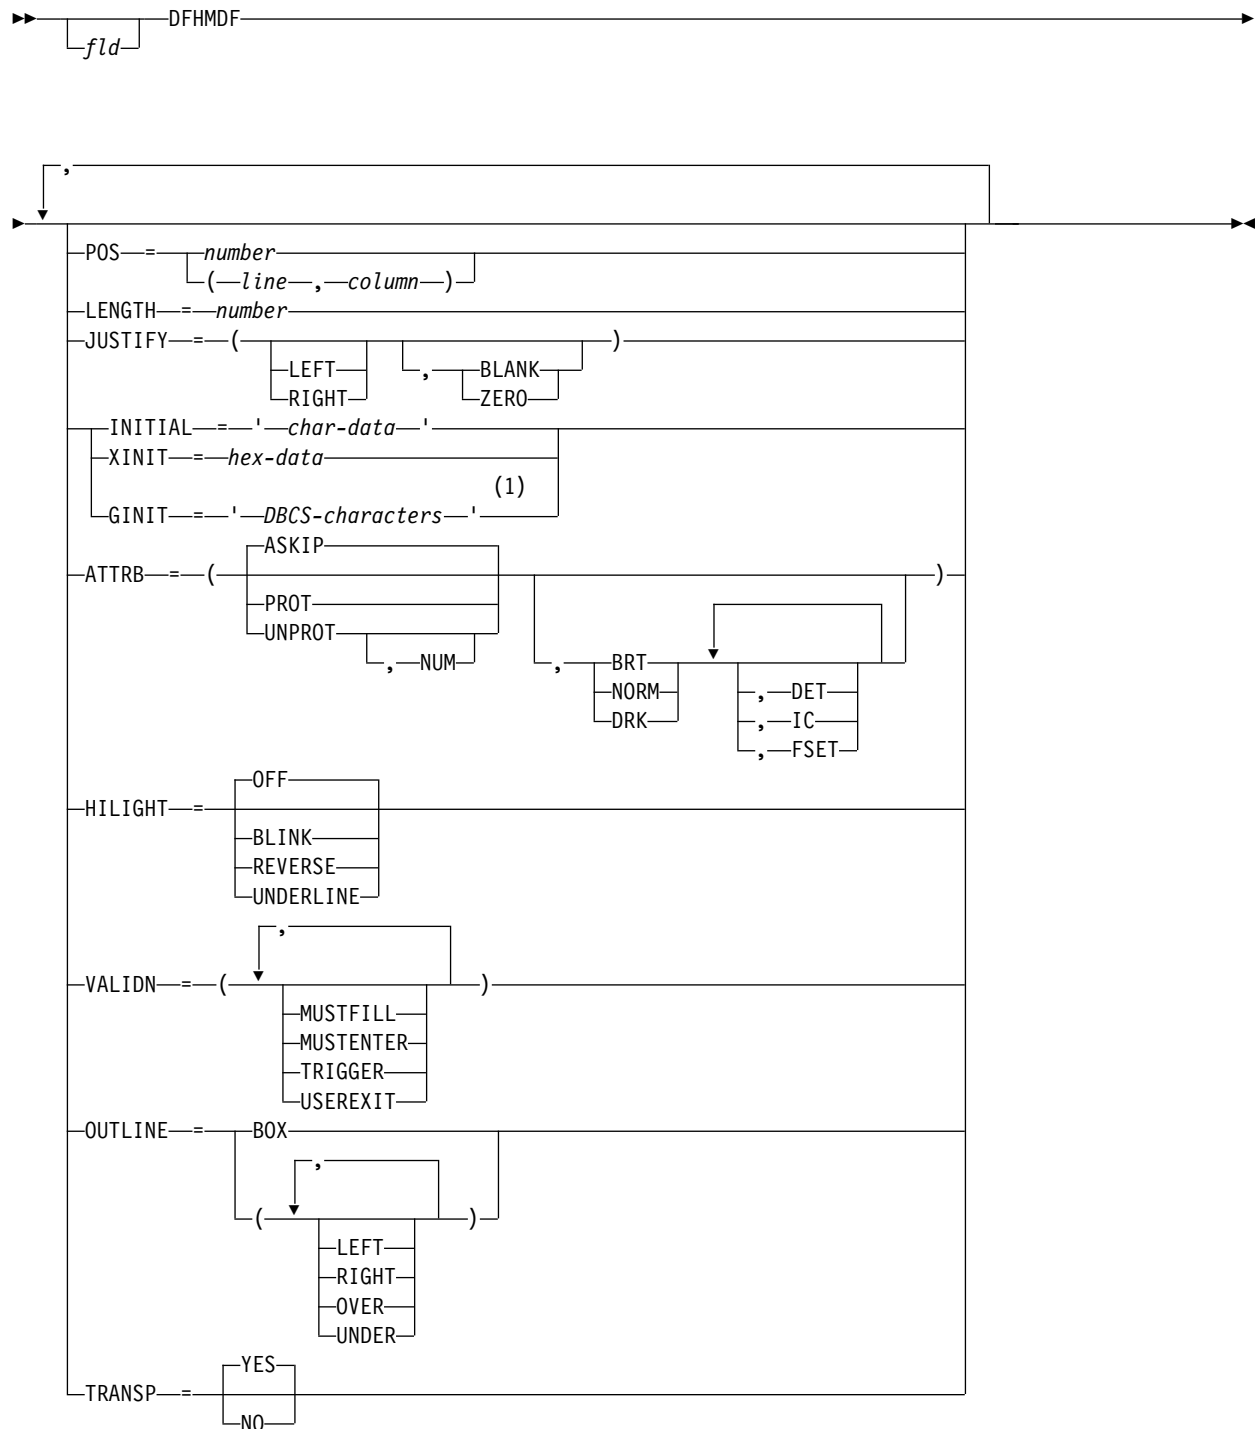 DFHMDF
fld
,
POS = number
( line , column )
LENGTH = number
JUSTIFY = ( )
LEFT , BLANK
RIGHT ZERO
INITIAL = ' char-data '
XINIT = hex-data
(1)
GINIT = ' DBCS-characters '
ASKIP
ATTRB = ( )
PROT
UNPROT
, NUM , BRT
NORM , DET
DRK , IC
, FSET
OFF
HILIGHT =
BLINK
REVERSE
UNDERLINE
,
VALIDN = ( )
MUSTFILL
MUSTENTER
TRIGGER
USEREXIT
OUTLINE = BOX
,
( )
LEFT
RIGHT
OVER
UNDER
YES
TRANSP =
NO